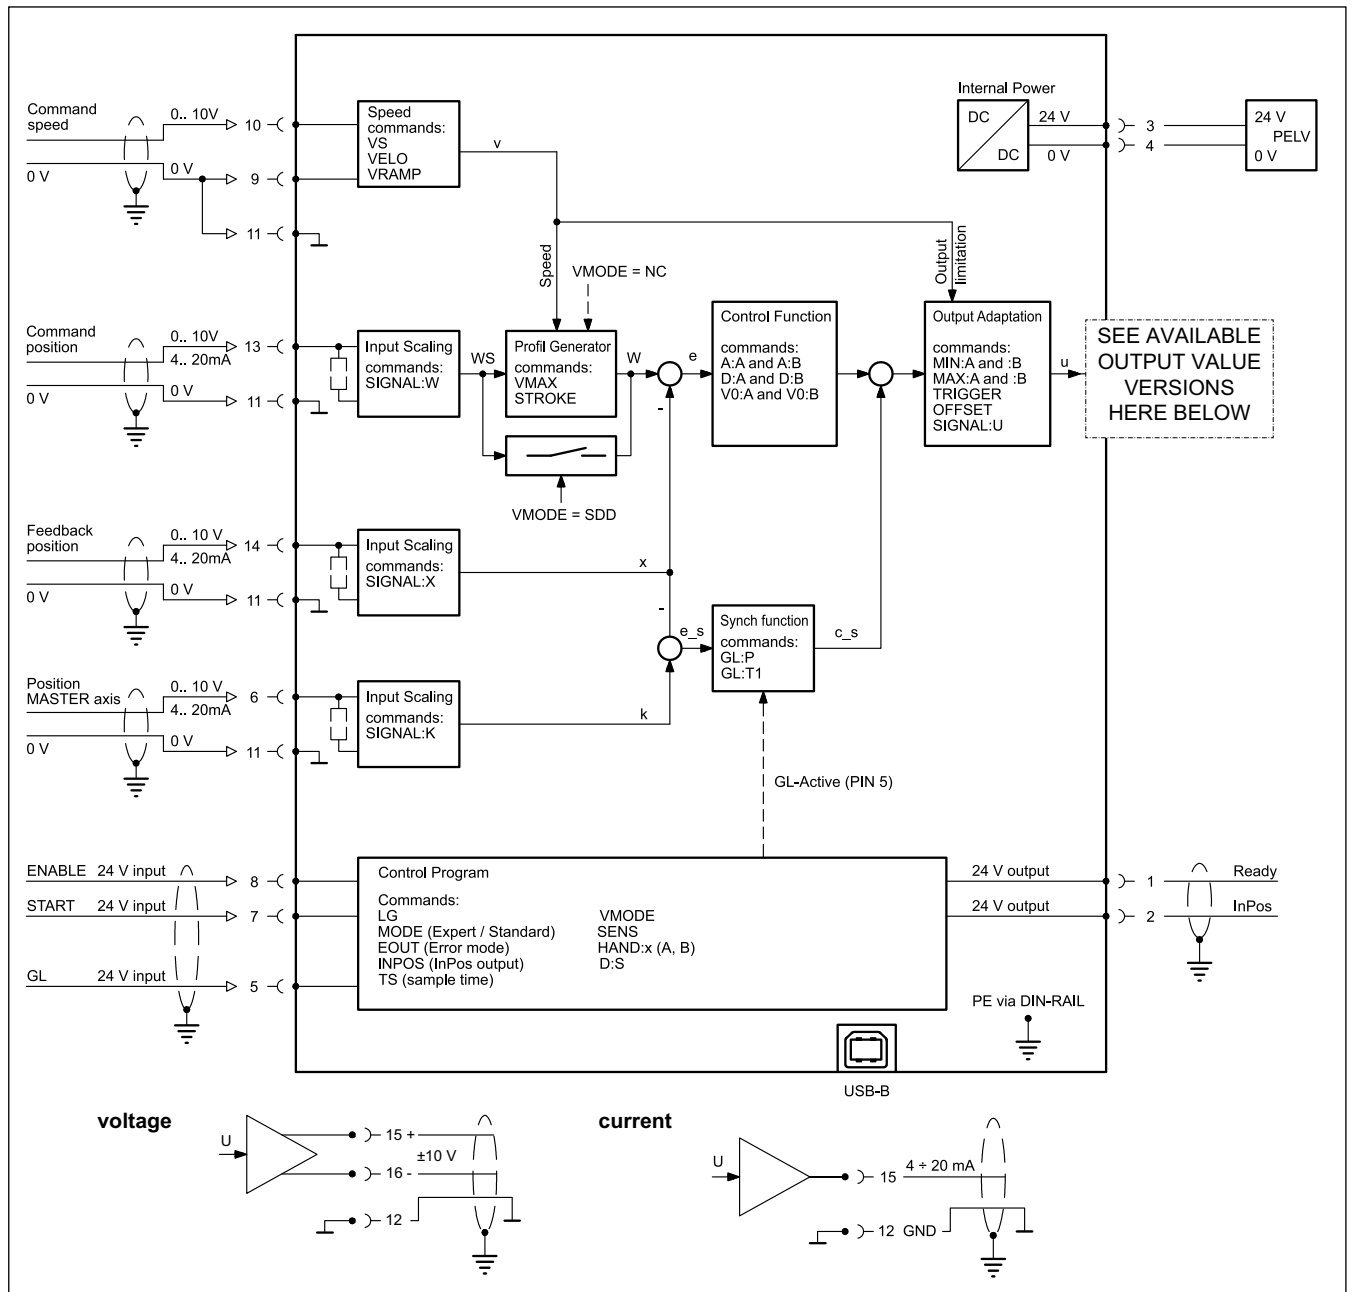 Internal Power
Command
speed
0.. 10V
10
0 V
0 V
9
11
Speed
commands:
VS
VELO
VRAMP
v
DC
DC
24 V
0 V
3
4
24 V
PELV
0 V
Speed
VMODE = NC
Output
limitation
Command
position
0.. 10V
13
4.. 20mA
0 V
0 V
11
Input Scaling
commands:
SIGNAL:W
WS
Profil Generator
commands:
VMAX
STROKE
W
-
e
Control Function
commands:
A:A and A:B
D:A and D:B
V0:A and V0:B
Output Adaptation
commands:
MIN:A and :B
MAX:A and :B
TRIGGER
OFFSET
SIGNAL:U
u
SEE AVAILABLE
OUTPUT VALUE
VERSIONS
HERE BELOW
VMODE = SDD
Feedback
position
0.. 10 V
14
4.. 20mA
0 V
0 V
11
Input Scaling
commands:
SIGNAL:X
x
-
e_s
Synch function
commands:
GL:P
GL:T1
c_s
Position
MASTER axis
0.. 10 V
6
4.. 20mA
0 V
0 V
11
Input Scaling
commands:
SIGNAL:K
k
GL-Active (PIN 5)
ENABLE 24 V input 8
START 24 V input 7
GL 24 V input 5
Control Program
Commands:
LG VMODE
MODE (Expert / Standard) SENS
EOUT (Error mode) HAND:x (A, B)
INPOS (InPos output) D:S
TS (sample time)
24 V output 1 Ready
24 V output 2 InPos
PE via DIN-RAIL
USB-B
voltage
U
15 +
±10 V
16 -
12
current
U
15 4 ÷ 20 mA
12 GND